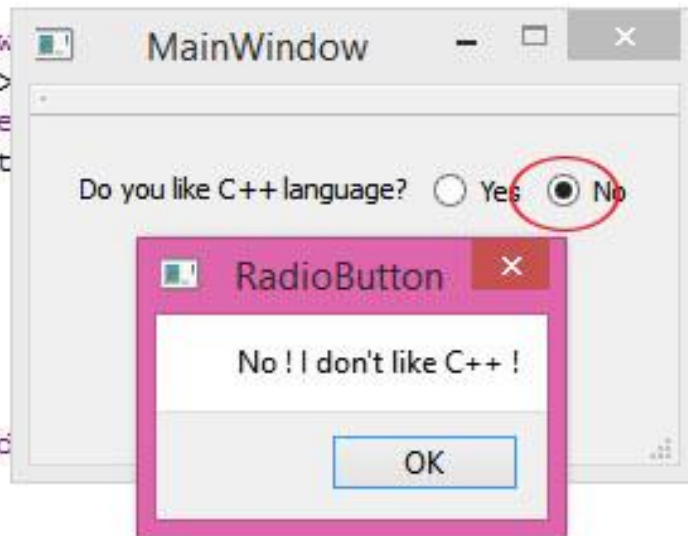 MainWindow
Do you like C++ language? Yes No
RadioButton
No ! I don't like C++ !
OK